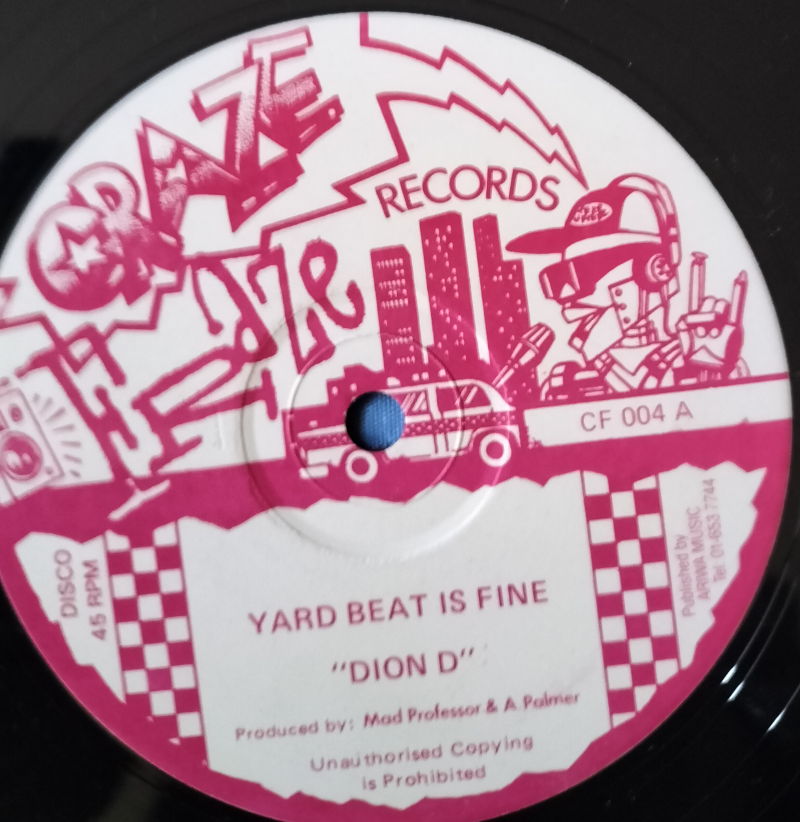 CRAZE
RECORDS
CF 004 A
DISCO
45 RPM
Published by
ARIWA MUSIC
Tel. 01-653 7744
YARD BEAT IS FINE
"DION D"
Produced by: Mad Professor & A. Palmer
Unauthorised Copying
is Prohibited